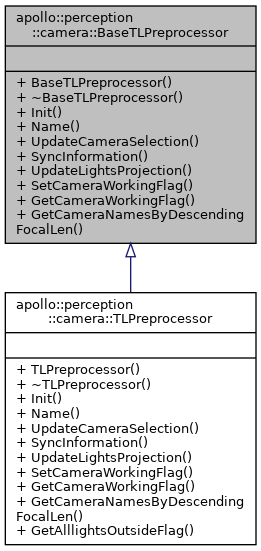 apollo::perception
::camera::BaseTLPreprocessor
+ BaseTLPreprocessor()
+ ~BaseTLPreprocessor()
+ Init()
+ Name()
+ UpdateCameraSelection()
+ SyncInformation()
+ UpdateLightsProjection()
+ SetCameraWorkingFlag()
+ GetCameraWorkingFlag()
+ GetCameraNamesByDescending
FocalLen()
apollo::perception
::camera::TLPreprocessor
+ TLPreprocessor()
+ ~TLPreprocessor()
+ Init()
+ Name()
+ UpdateCameraSelection()
+ SyncInformation()
+ UpdateLightsProjection()
+ SetCameraWorkingFlag()
+ GetCameraWorkingFlag()
+ GetCameraNamesByDescending
FocalLen()
+ GetAlllightsOutsideFlag()